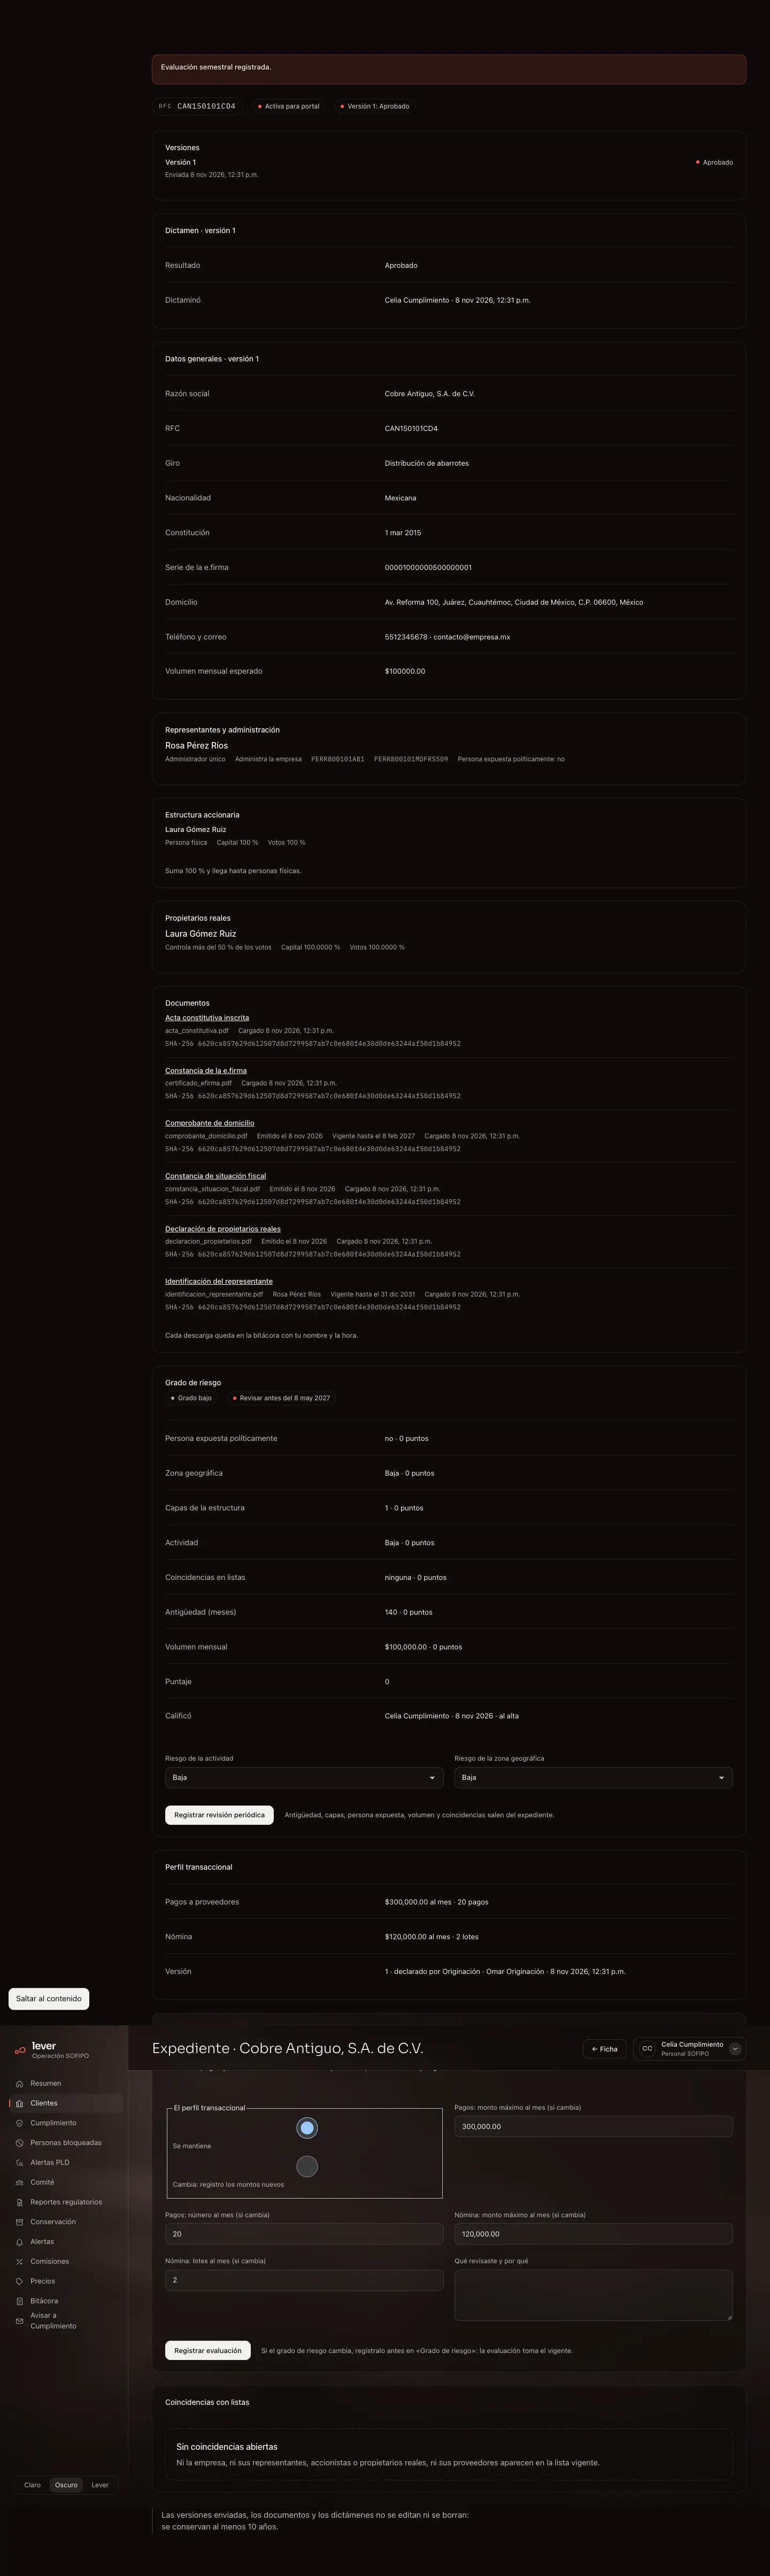 Evaluación semestral registrada.
RFC CAN150101CD4
Activa para portal
Versión 1: Aprobado
Versiones
Versión 1
Aprobado
Enviada 8 nov 2026, 12:31 p.m.
Dictamen · versión 1
Resultado
Aprobado
Dictaminó
Celia Cumplimiento · 8 nov 2026, 12:31 p.m.
Datos generales · versión 1
Razón social
Cobre Antiguo, S.A. de C.V.
RFC
CAN150101CD4
Giro
Distribución de abarrotes
Nacionalidad
Mexicana
Constitución
1 mar 2015
Serie de la e.firma
00001000000500000001
Domicilio
Av. Reforma 100, Juárez, Cuauhtémoc, Ciudad de México, C.P. 06600, México
Teléfono y correo
5512345678 · contacto@empresa.mx
Volumen mensual esperado
$100000.00
Representantes y administración
Rosa Pérez Ríos
Administrador único Administra la empresa PERR800101AB1 PERR800101MDFRSS09 Persona expuesta políticamente: no
Estructura accionaria
Laura Gómez Ruiz
Persona física Capital 100 % Votos 100 %
Suma 100 % y llega hasta personas físicas.
Propietarios reales
Laura Gómez Ruiz
Controla más del 50 % de los votos Capital 100.0000 % Votos 100.0000 %
Documentos
Acta constitutiva inscrita
acta_constitutiva.pdf Cargado 8 nov 2026, 12:31 p.m.
SHA-256 6620ca857629d612507d8d7299587ab7c0e680f4e30d0de63244af50d1b84952
Constancia de la e.firma
certificado_efirma.pdf Cargado 8 nov 2026, 12:31 p.m.
SHA-256 6620ca857629d612507d8d7299587ab7c0e680f4e30d0de63244af50d1b84952
Comprobante de domicilio
comprobante_domicilio.pdf Emitido el 8 nov 2026 Vigente hasta el 8 feb 2027 Cargado 8 nov 2026, 12:31 p.m.
SHA-256 6620ca857629d612507d8d7299587ab7c0e680f4e30d0de63244af50d1b84952
Constancia de situación fiscal
constancia_situacion_fiscal.pdf Emitido el 8 nov 2026 Cargado 8 nov 2026, 12:31 p.m.
SHA-256 6620ca857629d612507d8d7299587ab7c0e680f4e30d0de63244af50d1b84952
Declaración de propietarios reales
declaracion_propietarios.pdf Emitido el 8 nov 2026 Cargado 8 nov 2026, 12:31 p.m.
SHA-256 6620ca857629d612507d8d7299587ab7c0e680f4e30d0de63244af50d1b84952
Identificación del representante
identificacion_representante.pdf Rosa Pérez Ríos Vigente hasta el 31 dic 2031 Cargado 8 nov 2026, 12:31 p.m.
SHA-256 6620ca857629d612507d8d7299587ab7c0e680f4e30d0de63244af50d1b84952
Cada descarga queda en la bitácora con tu nombre y la hora.
Grado de riesgo
Grado bajo
Revisar antes del 8 may 2027
Persona expuesta políticamente
no · 0 puntos
Zona geográfica
Baja · 0 puntos
Capas de la estructura
1 · 0 puntos
Actividad
Baja · 0 puntos
Coincidencias en listas
ninguna · 0 puntos
Antigüedad (meses)
140 · 0 puntos
Volumen mensual
$100,000.00 · 0 puntos
Puntaje
0
Calificó
Celia Cumplimiento · 8 nov 2026 · al alta
Riesgo de la actividad
Baja
Riesgo de la zona geográfica
Baja
Registrar revisión periódica
Antigüedad, capas, persona expuesta, volumen y coincidencias salen del expediente.
Perfil transaccional
Pagos a proveedores
$300,000.00 al mes · 20 pagos
Nómina
$120,000.00 al mes · 2 lotes
Versión
1 · declarado por Originación · Omar Originación · 8 nov 2026, 12:31 p.m.
Saltar al contenido
lever
Operación SOFIPO
Expediente · Cobre Antiguo, S.A. de C.V.
← Ficha
CC
Celia Cumplimiento
Personal SOFIPO
Resumen
Clientes
Cumplimiento
Personas bloqueadas
Alertas PLD
Comité
Reportes regulatorios
Conservación
Alertas
Comisiones
Precios
Bitácora
Avisar a
Cumplimiento
Claro
Oscuro
Lever
El perfil transaccional
Se mantiene
Cambia: registro los montos nuevos
Pagos: monto máximo al mes (si cambia)
300,000.00
Pagos: número al mes (si cambia)
20
Nómina: monto máximo al mes (si cambia)
120,000.00
Nómina: lotes al mes (si cambia)
2
Qué revisaste y por qué
Registrar evaluación
Si el grado de riesgo cambia, regístralo antes en «Grado de riesgo»: la evaluación toma el vigente.
Coincidencias con listas
Sin coincidencias abiertas
Ni la empresa, ni sus representantes, accionistas o propietarios reales, ni sus proveedores aparecen en la lista vigente.
Las versiones enviadas, los documentos y los dictámenes no se editan ni se borran:
se conservan al menos 10 años.